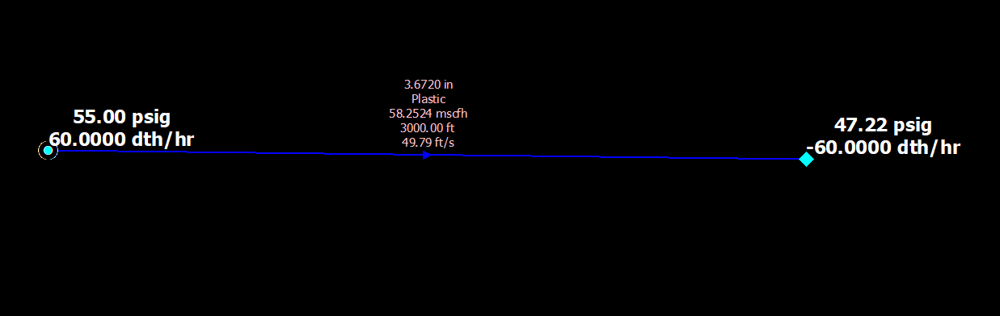 55.00 psig
60.0000 dth/hr
3.6720 in
Plastic
58.2524 mscfh
3000.00 ft
49.79 ft/s
47.22 psig
-60.0000 dth/hr